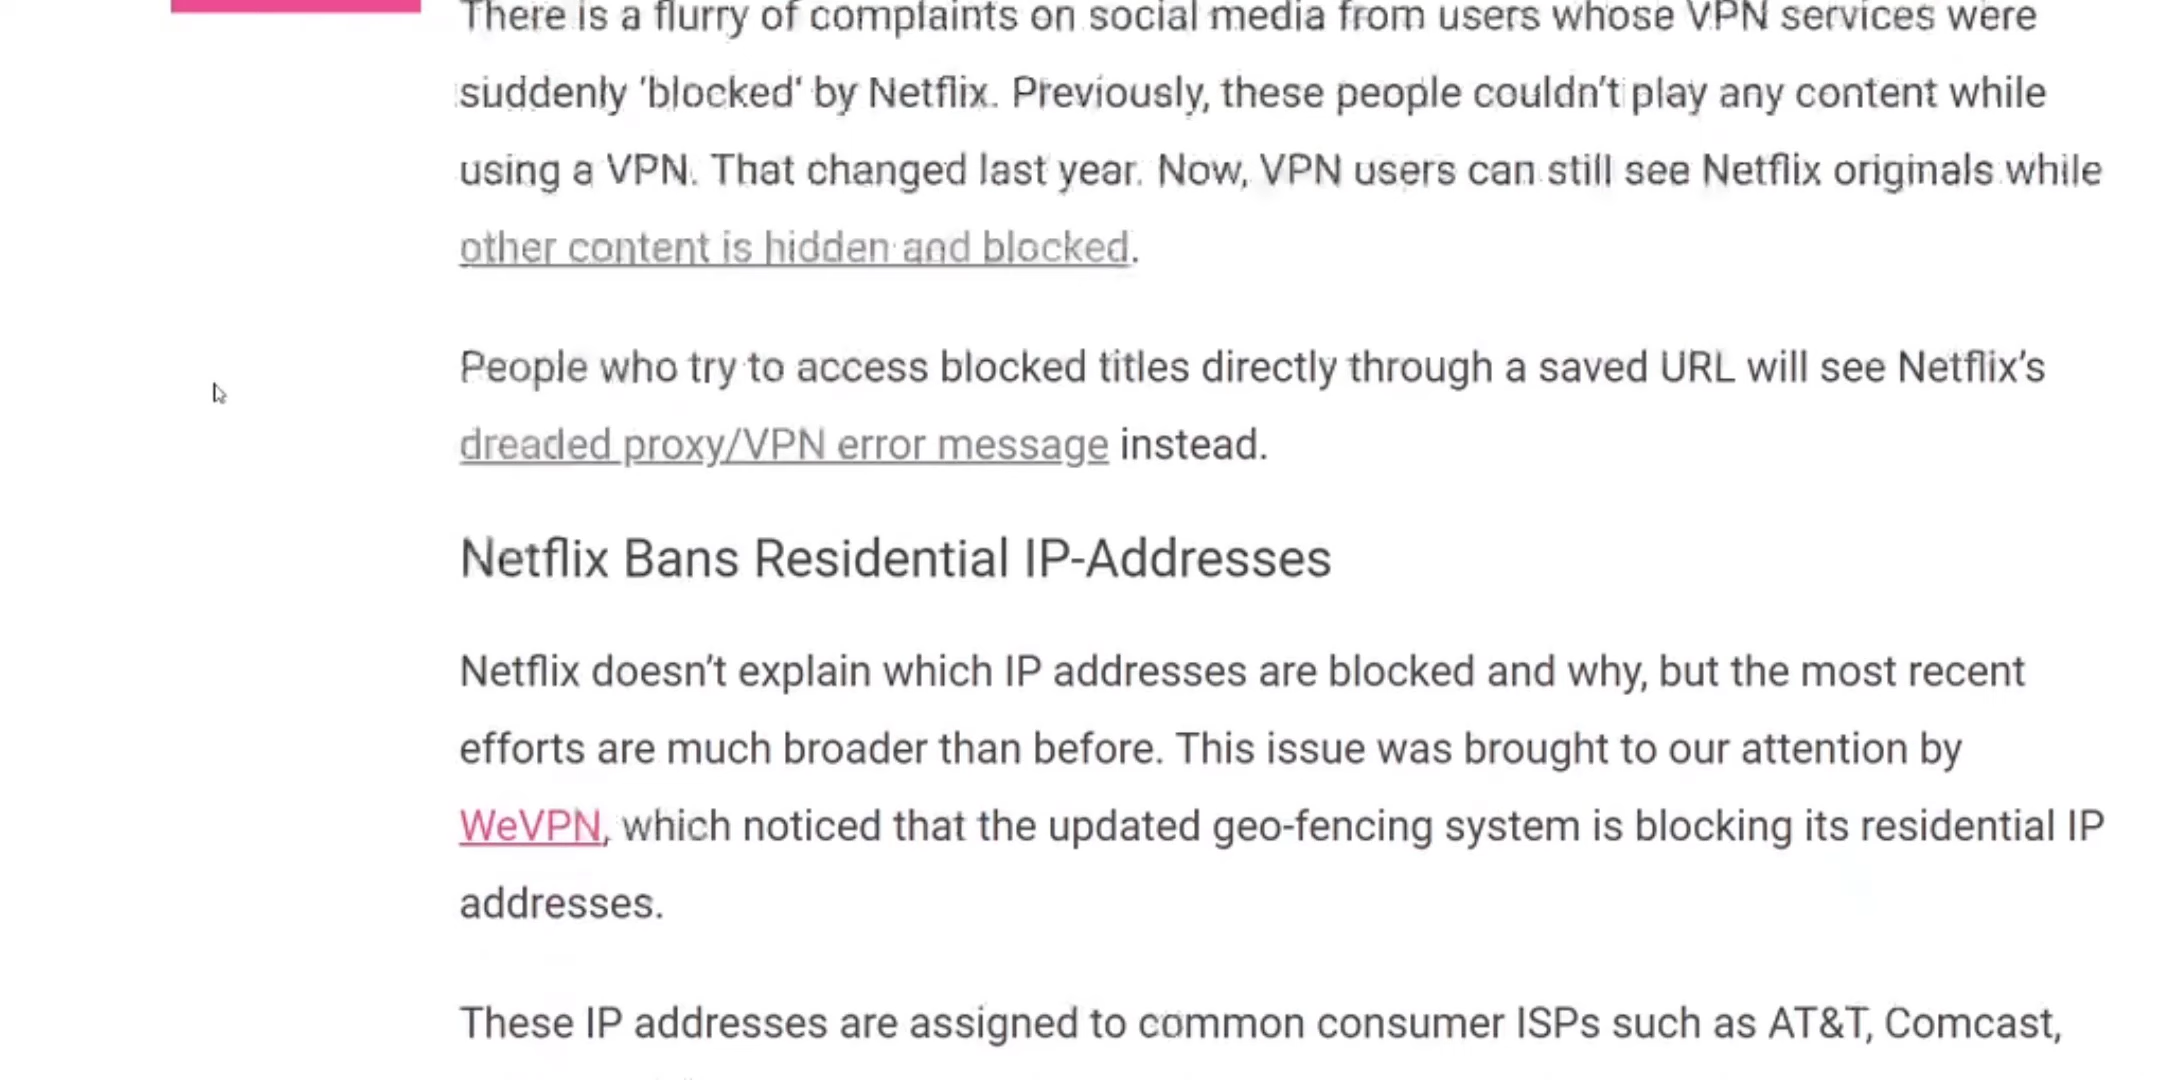 There is a flurry of complaints on social media from users whose VPN services were
suddenly ‘blocked‘ by Netflix. Previously, these people couldn’t play any content while
using a VPN. That changed last year. Now, VPN users can still see Netflix originals while
other content is hidden and blocked.
People who try to access blocked titles directly through a saved URL will see Netflix’s
dreaded proxy/VPN error message instead.
Netflix Bans Residential IP-Addresses
Netflix doesn’t explain which IP addresses are blocked and why, but the most recent
efforts are much broader than before. This issue was brought to our attention by
WeVPN, which noticed that the updated geo-fencing system is blocking its residential IP
addresses.
These IP addresses are assigned to common consumer ISPs such as AT&T, Comcast,